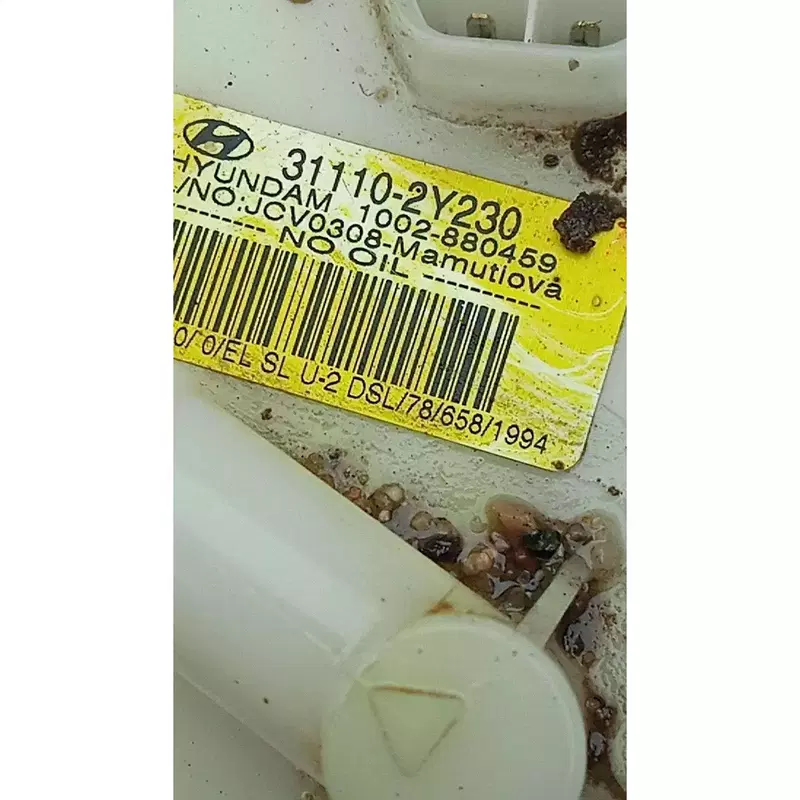 31110-2Y230
HYUNDAM 1002-880459
/NO:JCV0308-Mamutlova
---------- NO OIL ----------
0/ 0/EL SL U-2 DSL/78/658/1994